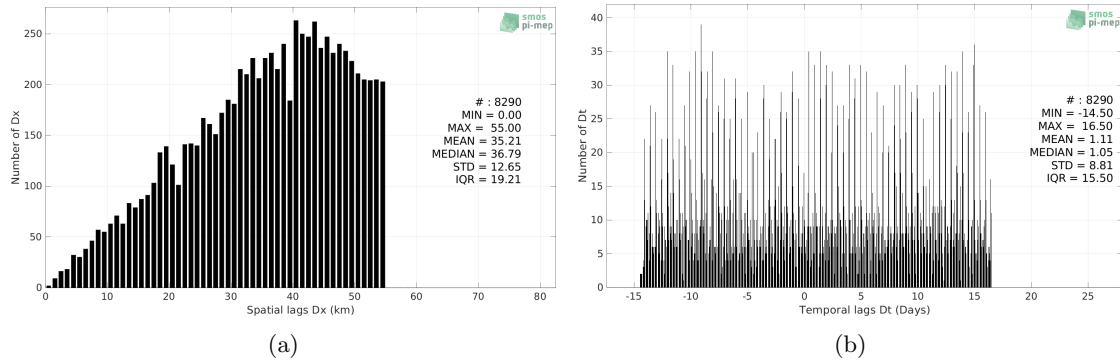 smos
pi-mep
250
200
150
100
50
0
Number of Dx
# : 8290
MIN = 0.00
MAX = 55.00
MEAN = 35.21
MEDIAN = 36.79
STD = 12.65
IQR = 19.21
0 10 20 30 40 50 60 70 80
Spatial lags Dx (km)
(a)
smos
pi-mep
40
35
30
25
20
15
10
5
0
Number of Dt
# : 8290
MIN = -14.50
MAX = 16.50
MEAN = 1.11
MEDIAN = 1.05
STD = 8.81
IQR = 15.50
-15 -10 -5 0 5 10 15 20 25
Temporal lags Dt (Days)
(b)